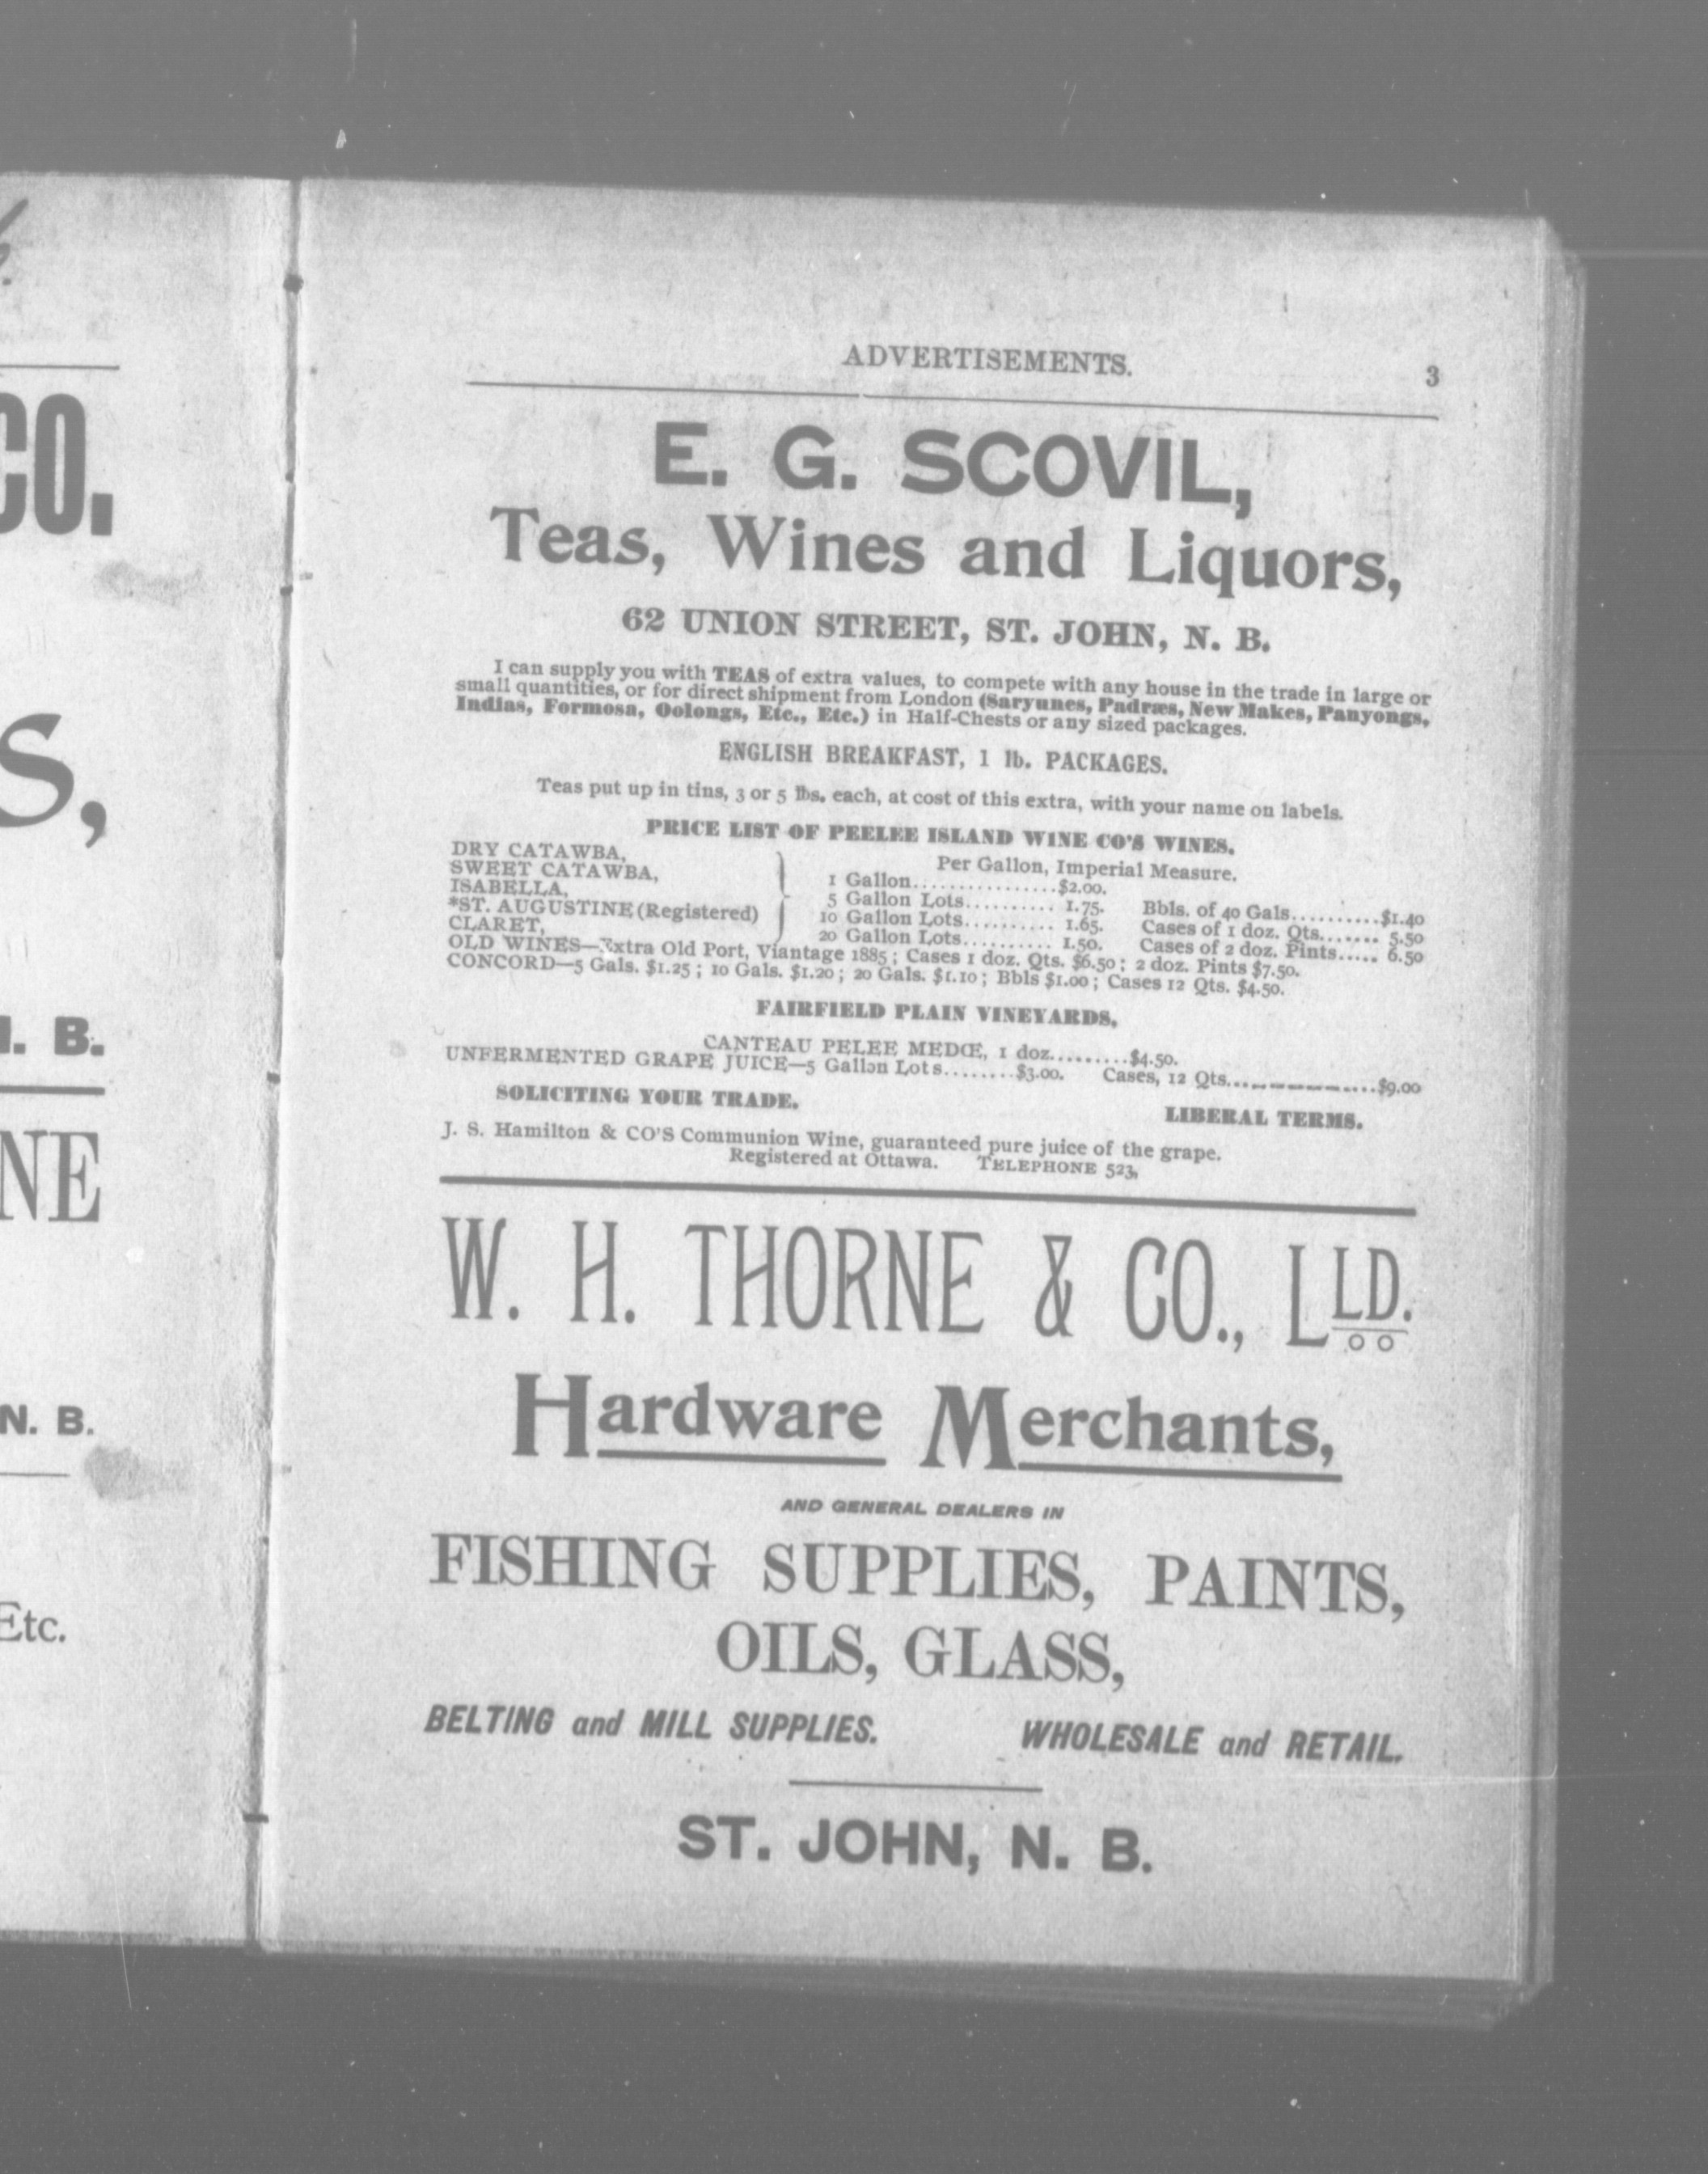 CO.
S,
B.
NE
N. B.
Etc.
ADVERTISEMENTS. 3
E. G. SCOVIL,
Teas, Wines and Liquors,
62 UNION STREET, ST. JOHN, N. B.
I can supply you with TEAS of extra values, to compete with any house in the trade in large or
small quantities, or for direct shipment from London (Saryunes, Padræs, New Makes, Panyongs,
Indias, Formosa, Oolongs, Etc., Etc.) in Half-Chests or any sized packages.
ENGLISH BREAKFAST, 1 lb. PACKAGES.
Teas put up in tins, 3 or 5 lbs. each, at cost of this extra, with your name on labels.
PRICE LIST OF PEELEE ISLAND WINE CO'S WINES.
DRY CATAWBA, Per Gallon, Imperial Measure.
SWEET CATAWBA, 1 Gallon................$2.00.
ISABELLA, 5 Gallon Lots.......... 1.75. Bbls. of 40 Gals..........$1.40
*ST. AUGUSTINE (Registered) 10 Gallon Lots.......... 1.65. Cases of 1 doz. Qts....... 5.50
CLARET, 20 Gallon Lots.......... 1.50. Cases of 2 doz. Pints..... 6.50
OLD WINES—Extra Old Port, Viantage 1885; Cases 1 doz. Qts. $6.50; 2 doz. Pints $7.50.
CONCORD—5 Gals. $1.25; 10 Gals. $1.20; 20 Gals. $1.10; Bbls $1.00; Cases 12 Qts. $4.50.
FAIRFIELD PLAIN VINEYARDS,
CANTEAU PELEE MEDŒ, 1 doz.........$4.50.
UNFERMENTED GRAPE JUICE—5 Gallon Lots........$3.00. Cases, 12 Qts..................$9.00
SOLICITING YOUR TRADE. LIBERAL TERMS.
J. S. Hamilton & CO'S Communion Wine, guaranteed pure juice of the grape.
Registered at Ottawa. TELEPHONE 523,
W. H. THORNE & CO., LLD.
Hardware Merchants,
AND GENERAL DEALERS IN
FISHING SUPPLIES, PAINTS,
OILS, GLASS,
BELTING and MILL SUPPLIES. WHOLESALE and RETAIL.
ST. JOHN, N. B.